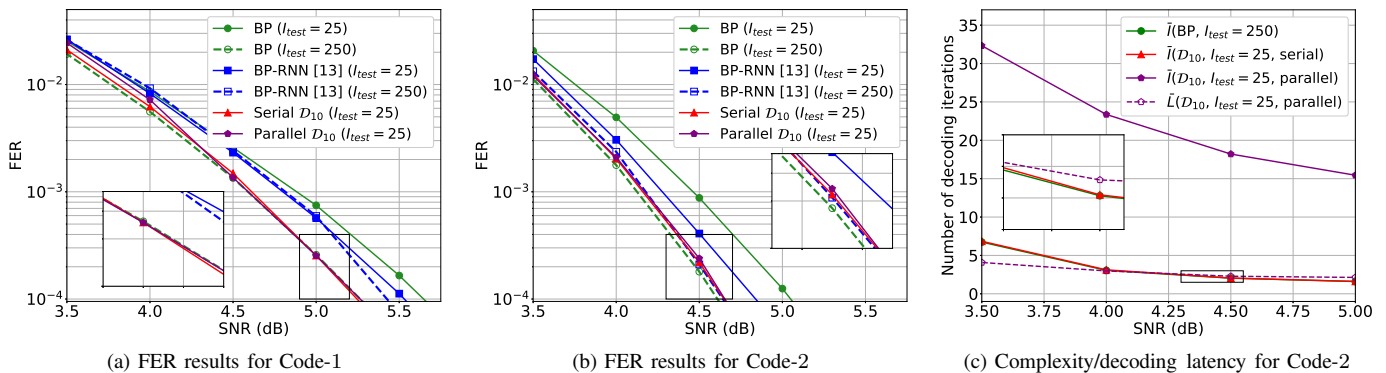 BP (I_test = 25)
BP (I_test = 250)
BP-RNN [13] (I_test = 25)
BP-RNN [13] (I_test = 250)
Serial 𝒟₁₀ (I_test = 25)
Parallel 𝒟₁₀ (I_test = 25)
FER
10⁻²
10⁻³
10⁻⁴
3.5 4.0 4.5 5.0 5.5
SNR (dB)
(a) FER results for Code-1
BP (I_test = 25)
BP (I_test = 250)
BP-RNN [13] (I_test = 25)
BP-RNN [13] (I_test = 250)
Serial 𝒟₁₀ (I_test = 25)
Parallel 𝒟₁₀ (I_test = 25)
FER
10⁻²
10⁻³
10⁻⁴
3.5 4.0 4.5 5.0 5.5
SNR (dB)
(b) FER results for Code-2
Ī(BP, I_test = 250)
Ī(𝒟₁₀, I_test = 25, serial)
Ī(𝒟₁₀, I_test = 25, parallel)
L̄(𝒟₁₀, I_test = 25, parallel)
Number of decoding iterations
35
30
25
20
15
10
5
0
3.50 3.75 4.00 4.25 4.50 4.75 5.00
SNR (dB)
(c) Complexity/decoding latency for Code-2